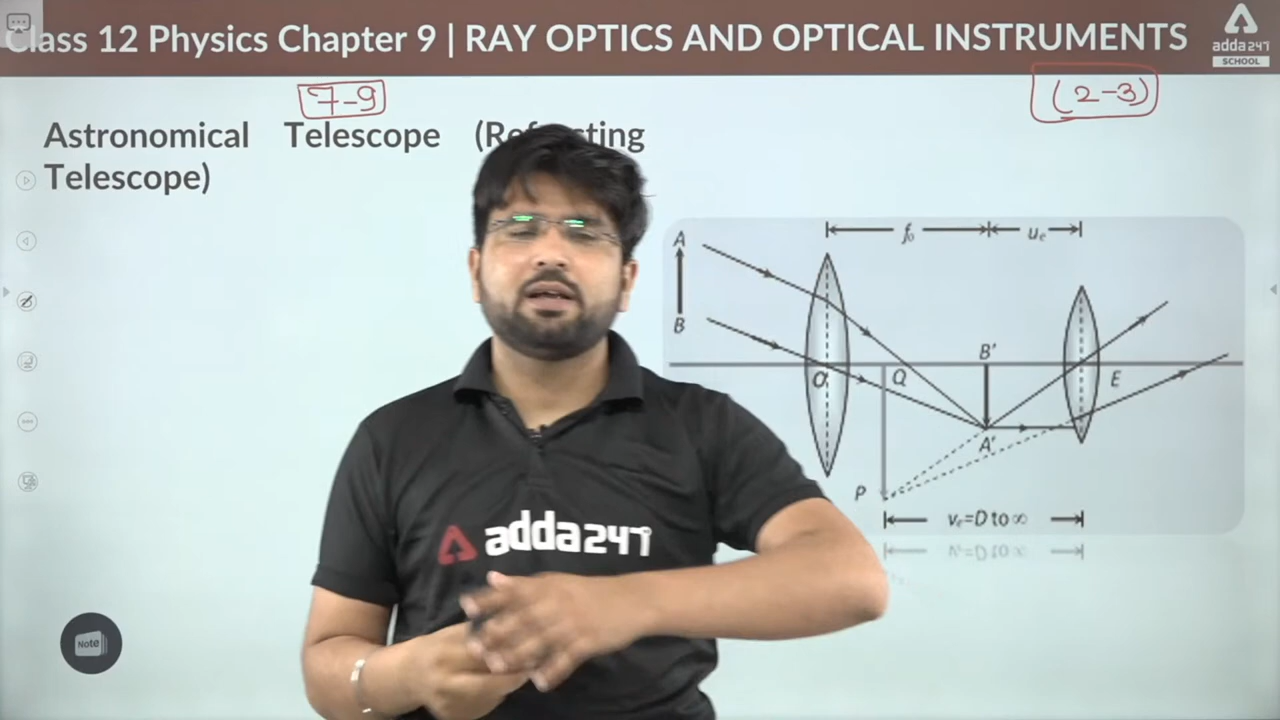 Class 12 Physics Chapter 9 | RAY OPTICS AND OPTICAL INSTRUMENTS
adda247
SCHOOL
7-9
(2-3)
Astronomical Telescope (Refracting
Telescope)
A
B
f₀
uₑ
O
Q
B'
E
A'
P
vₑ=D to ∞
adda247
Note